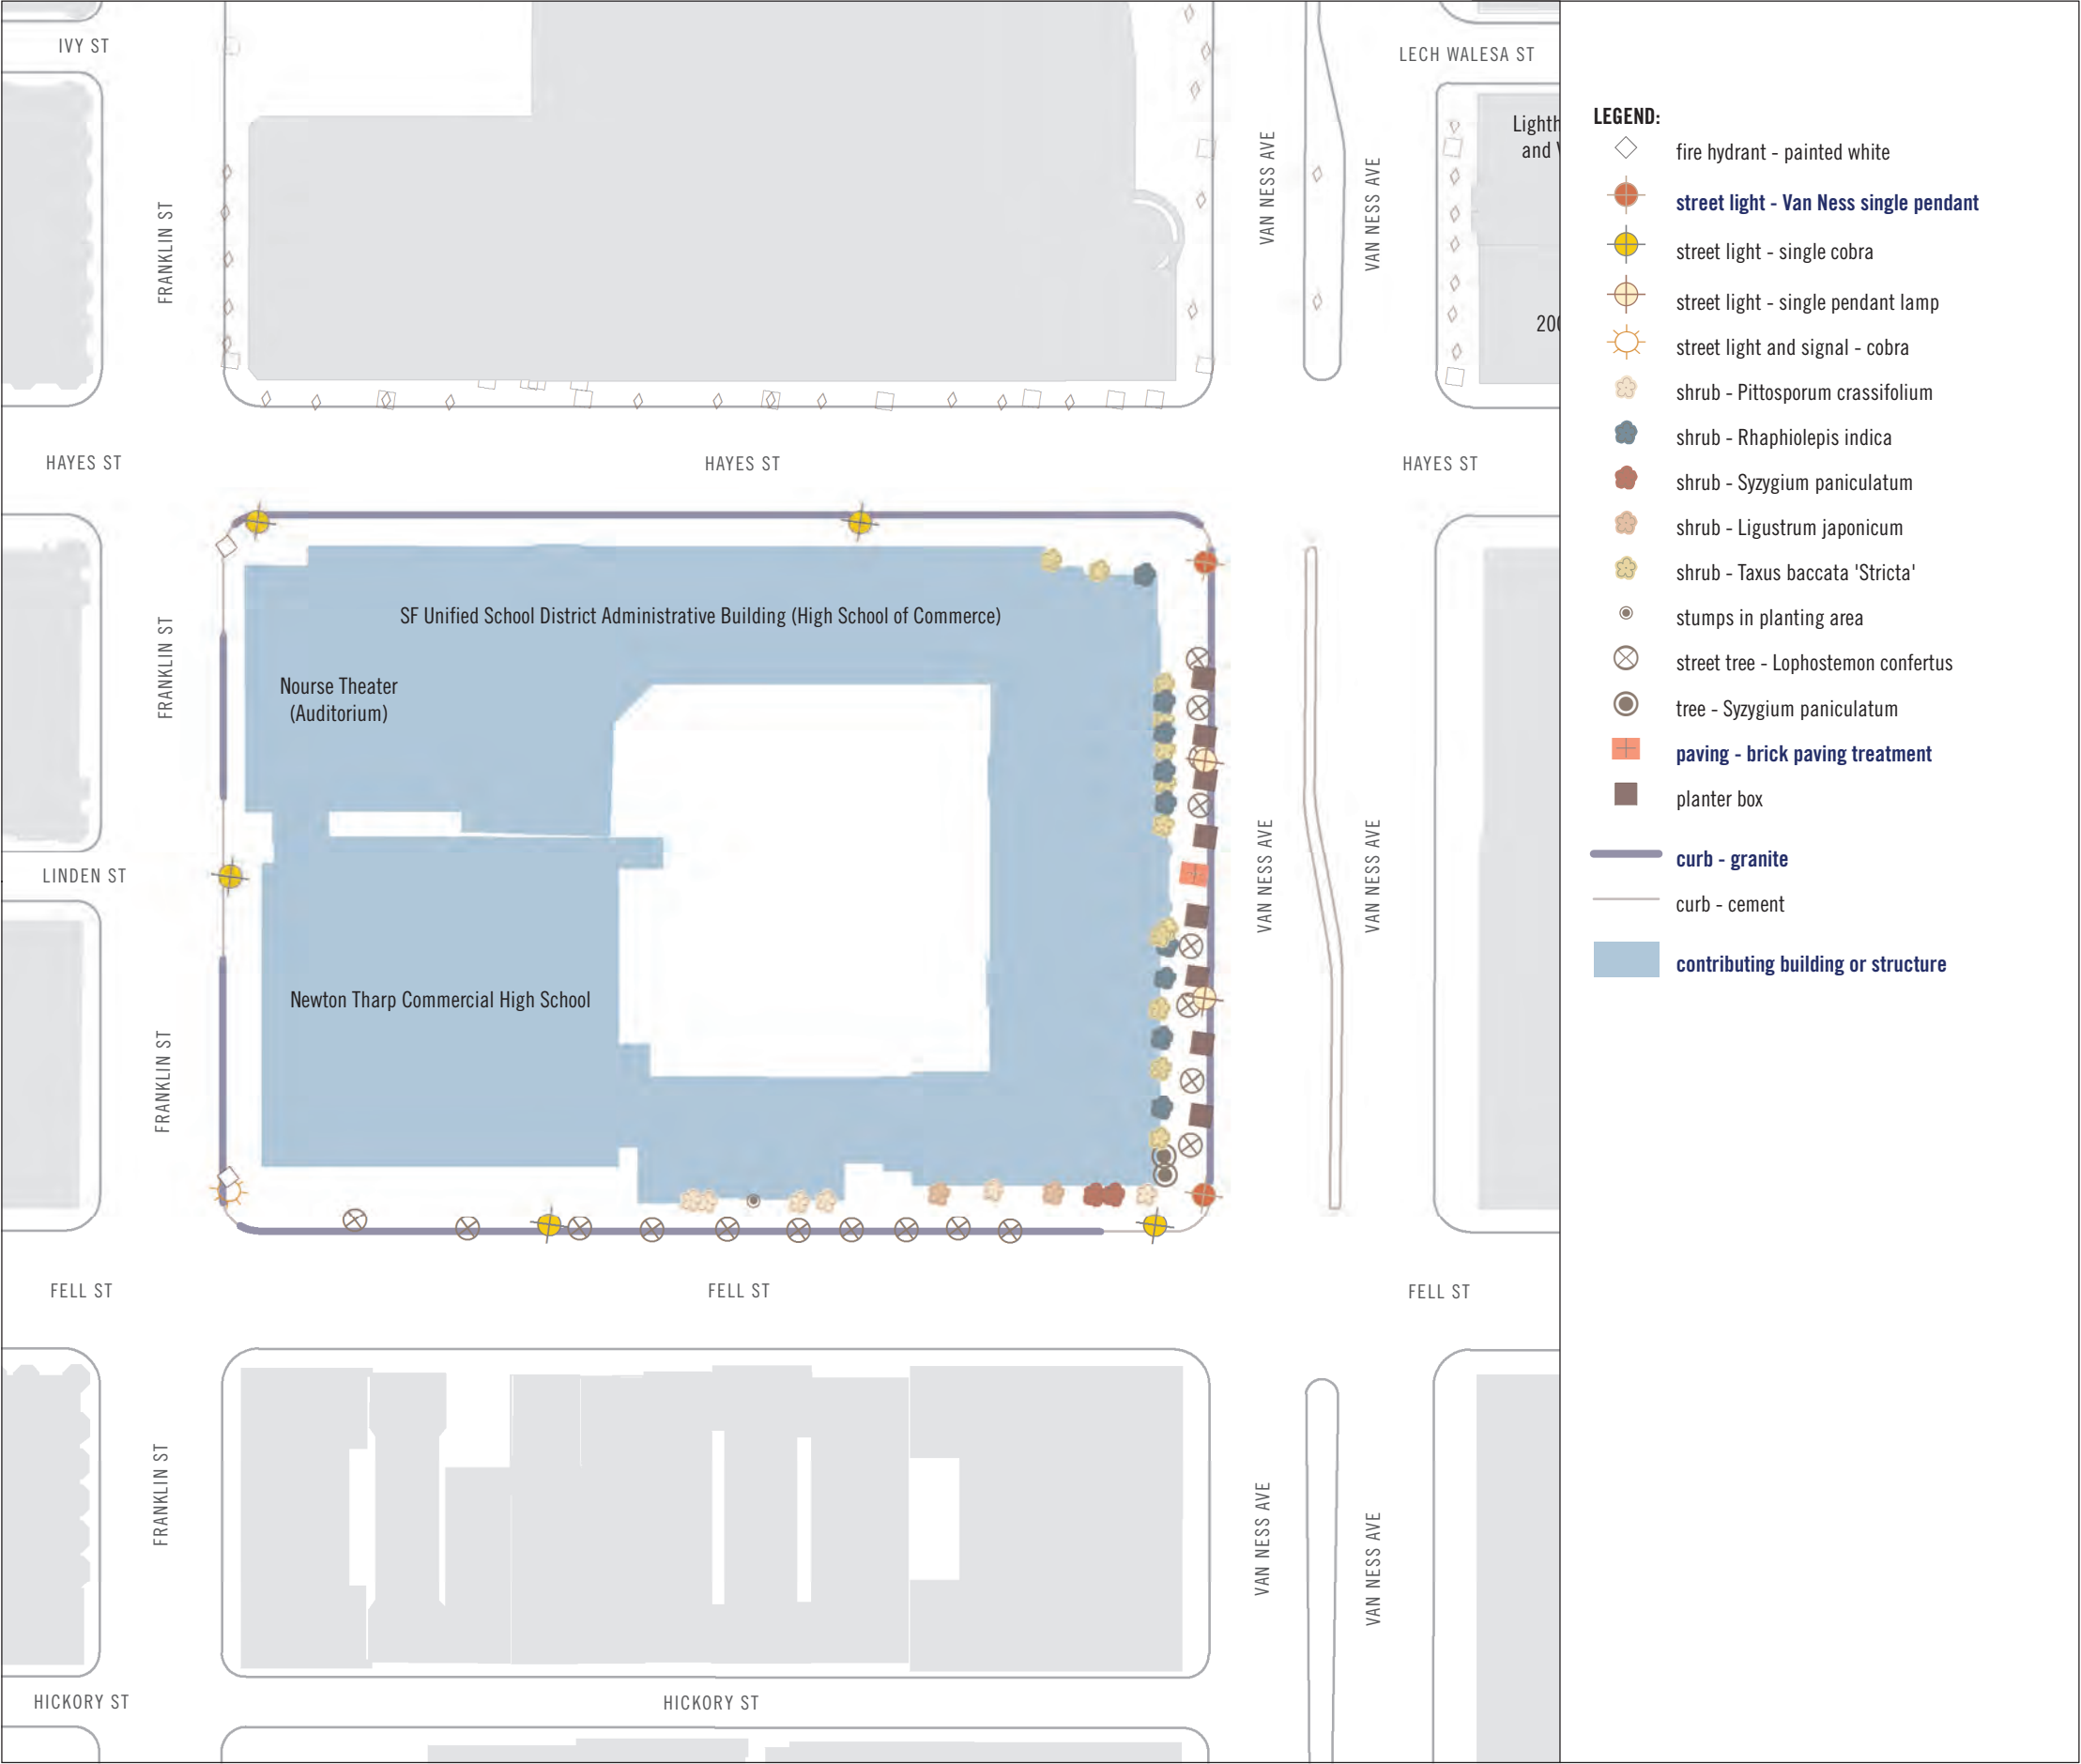 IVY ST
LECH WALESA ST
FRANKLIN ST
VAN NESS AVE
VAN NESS AVE
HAYES ST
HAYES ST
HAYES ST
SF Unified School District Administrative Building (High School of Commerce)
FRANKLIN ST
Nourse Theater
(Auditorium)
LINDEN ST
VAN NESS AVE
VAN NESS AVE
Newton Tharp Commercial High School
FRANKLIN ST
FELL ST
FELL ST
FELL ST
FRANKLIN ST
VAN NESS AVE
VAN NESS AVE
HICKORY ST
HICKORY ST
LEGEND:
fire hydrant - painted white
street light - Van Ness single pendant
street light - single cobra
street light - single pendant lamp
street light and signal - cobra
shrub - Pittosporum crassifolium
shrub - Rhaphiolepis indica
shrub - Syzygium paniculatum
shrub - Ligustrum japonicum
shrub - Taxus baccata 'Stricta'
stumps in planting area
street tree - Lophostemon confertus
tree - Syzygium paniculatum
paving - brick paving treatment
planter box
curb - granite
curb - cement
contributing building or structure